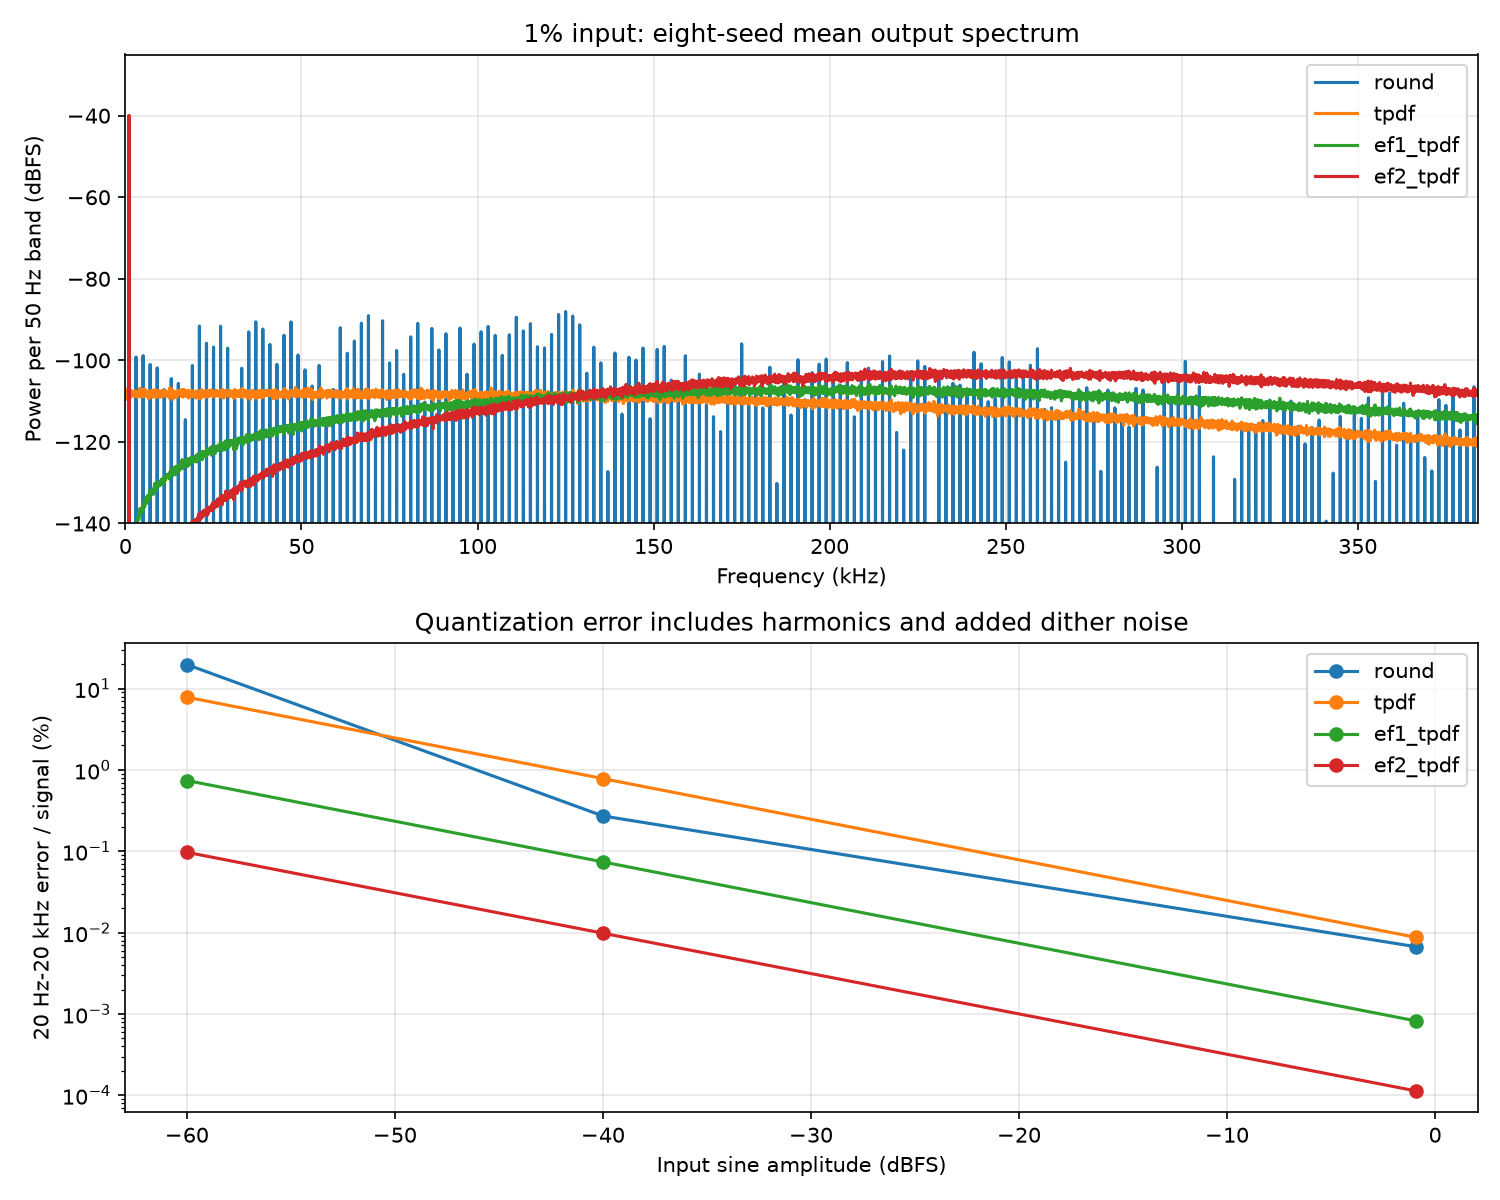 1% input: eight-seed mean output spectrum
Power per 50 Hz band (dBFS)
−40
−60
−80
−100
−120
−140
round
tpdf
ef1_tpdf
ef2_tpdf
0 50 100 150 200 250 300 350
Frequency (kHz)
Quantization error includes harmonics and added dither noise
20 Hz-20 kHz error / signal (%)
10¹
10⁰
10⁻¹
10⁻²
10⁻³
10⁻⁴
round
tpdf
ef1_tpdf
ef2_tpdf
−60 −50 −40 −30 −20 −10 0
Input sine amplitude (dBFS)